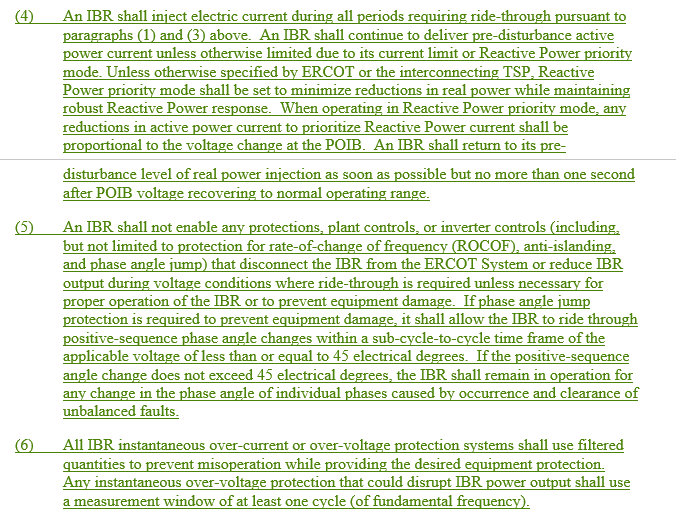 (4) An IBR shall inject electric current during all periods requiring ride-through pursuant to
paragraphs (1) and (3) above.  An IBR shall continue to deliver pre-disturbance active
power current unless otherwise limited due to its current limit or Reactive Power priority
mode. Unless otherwise specified by ERCOT or the interconnecting TSP, Reactive
Power priority mode shall be set to minimize reductions in real power while maintaining
robust Reactive Power response.  When operating in Reactive Power priority mode, any
reductions in active power current to prioritize Reactive Power current shall be
proportional to the voltage change at the POIB.  An IBR shall return to its pre-
disturbance level of real power injection as soon as possible but no more than one second
after POIB voltage recovering to normal operating range.
(5) An IBR shall not enable any protections, plant controls, or inverter controls (including,
but not limited to protection for rate-of-change of frequency (ROCOF), anti-islanding,
and phase angle jump) that disconnect the IBR from the ERCOT System or reduce IBR
output during voltage conditions where ride-through is required unless necessary for
proper operation of the IBR or to prevent equipment damage.  If phase angle jump
protection is required to prevent equipment damage, it shall allow the IBR to ride through
positive-sequence phase angle changes within a sub-cycle-to-cycle time frame of the
applicable voltage of less than or equal to 45 electrical degrees.  If the positive-sequence
angle change does not exceed 45 electrical degrees, the IBR shall remain in operation for
any change in the phase angle of individual phases caused by occurrence and clearance of
unbalanced faults.
(6) All IBR instantaneous over-current or over-voltage protection systems shall use filtered
quantities to prevent misoperation while providing the desired equipment protection.
Any instantaneous over-voltage protection that could disrupt IBR power output shall use
a measurement window of at least one cycle (of fundamental frequency).